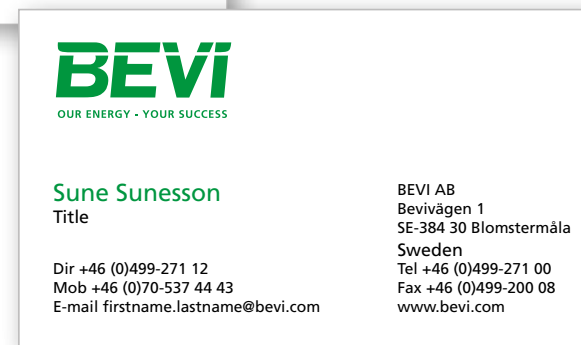 BEVI
OUR ENERGY - YOUR SUCCESS
Sune Sunesson
Title
Dir +46 (0)499-271 12
Mob +46 (0)70-537 44 43
E-mail firstname.lastname@bevi.com
BEVI AB
Bevivägen 1
SE-384 30 Blomstermåla
Sweden
Tel +46 (0)499-271 00
Fax +46 (0)499-200 08
www.bevi.com